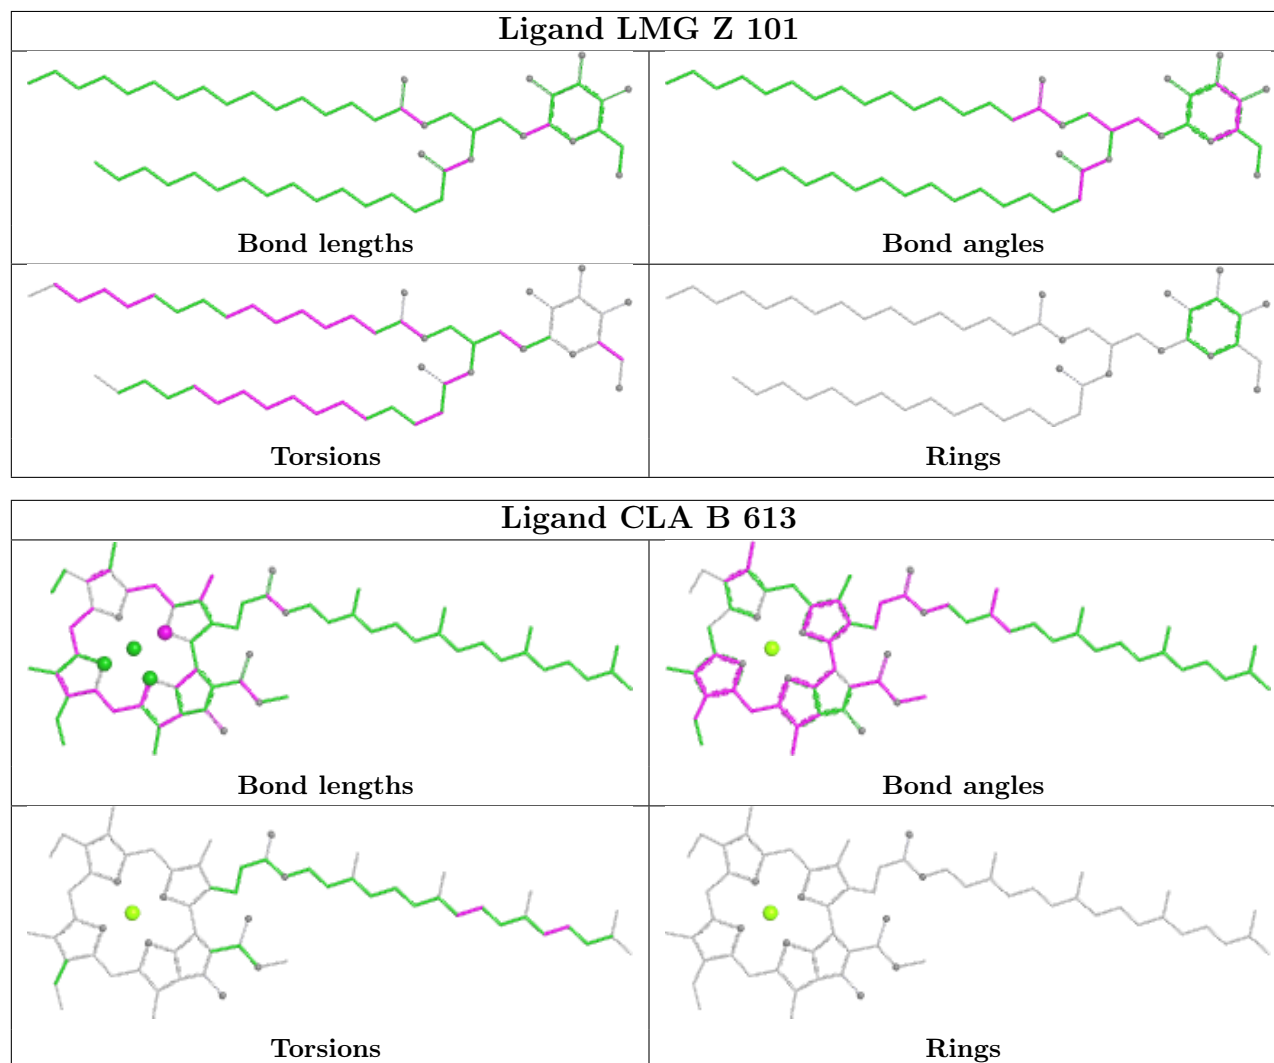 Ligand LMG Z 101
Bond lengths
Bond angles
Torsions
Rings
Ligand CLA B 613
Bond lengths
Bond angles
Torsions
Rings